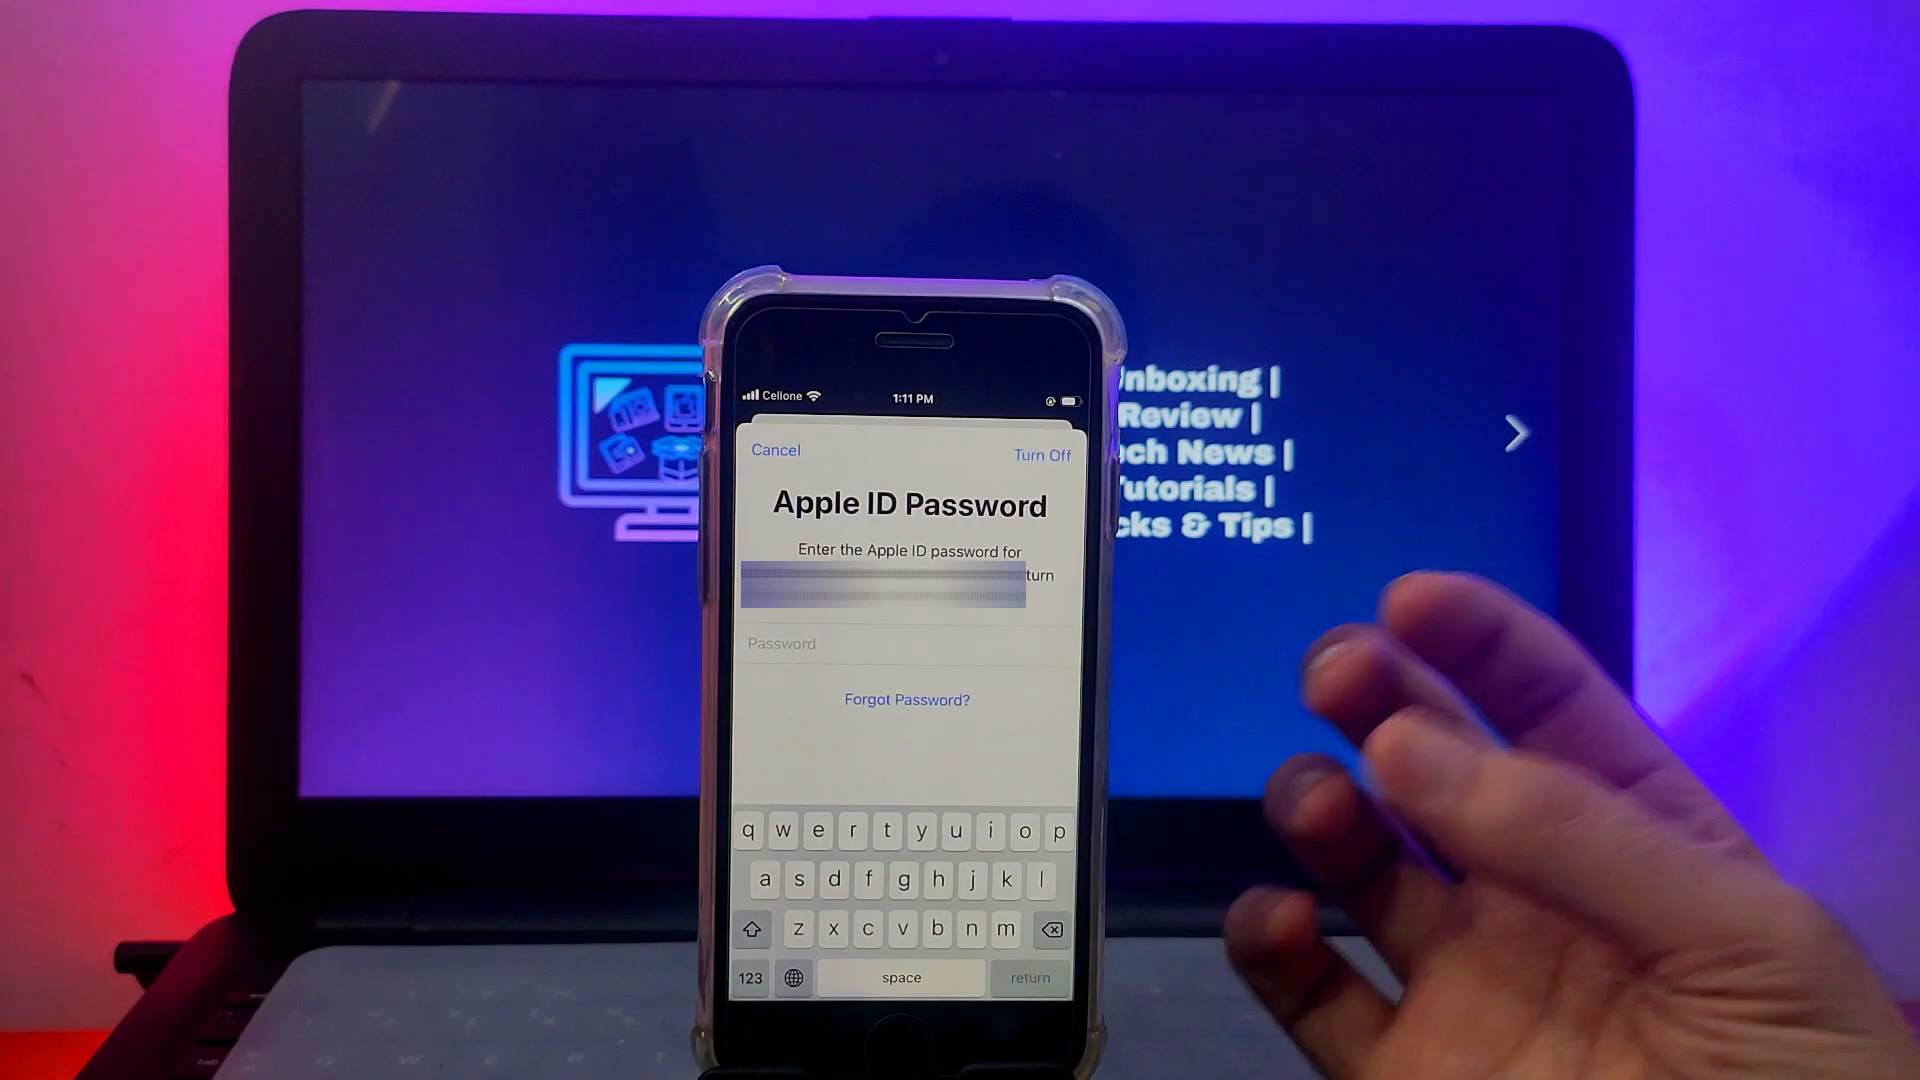 nboxing |
Review |
ch News |
utorials |
cks & Tips |
Cellone
1:11 PM
Cancel
Turn Off
Apple ID Password
Enter the Apple ID password for
turn
Password
Forgot Password?
q w e r t y u i o p
a s d f g h j k l
z x c v b n m
123
space
return